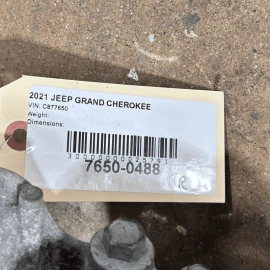 2021 JEEP GRAND CHEROKEE
VIN: C877650
Weight:
Dimensions:
7650-0488
R